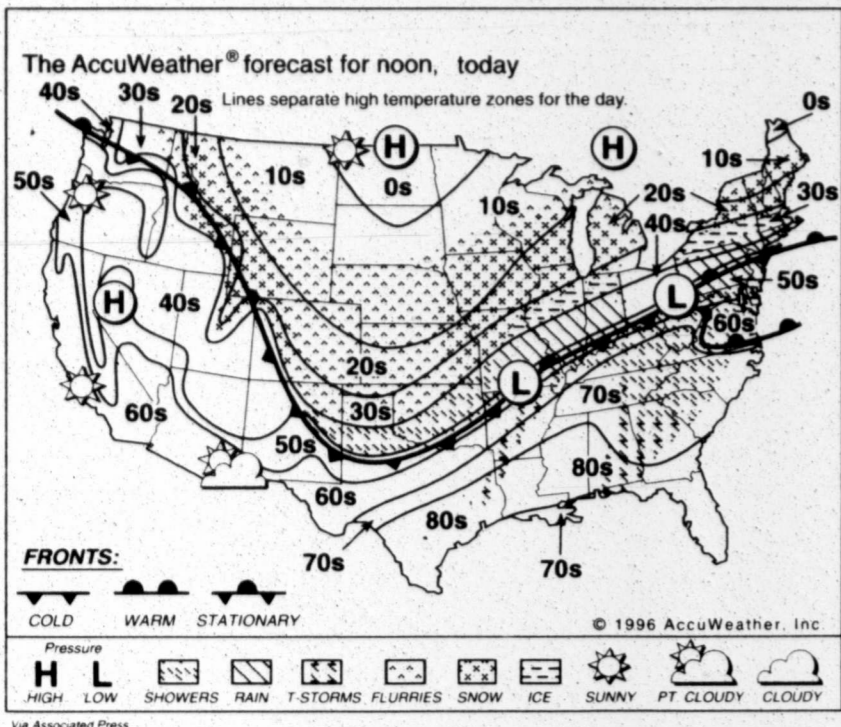 The AccuWeather® forecast for noon, today
Lines separate high temperature zones for the day.
40s
30s
20s
0s
H
H
10s
0s
10s
10s
50s
20s
30s
40s
H
40s
L
50s
60s
20s
L
70s
60s
30s
50s
80s
60s
80s
70s
70s
FRONTS:
COLD WARM STATIONARY
© 1996 AccuWeather, Inc
Pressure
H L
HIGH LOW SHOWERS RAIN T-STORMS FLURRIES SNOW ICE SUNNY PT CLOUDY CLOUDY
Via Associated Press